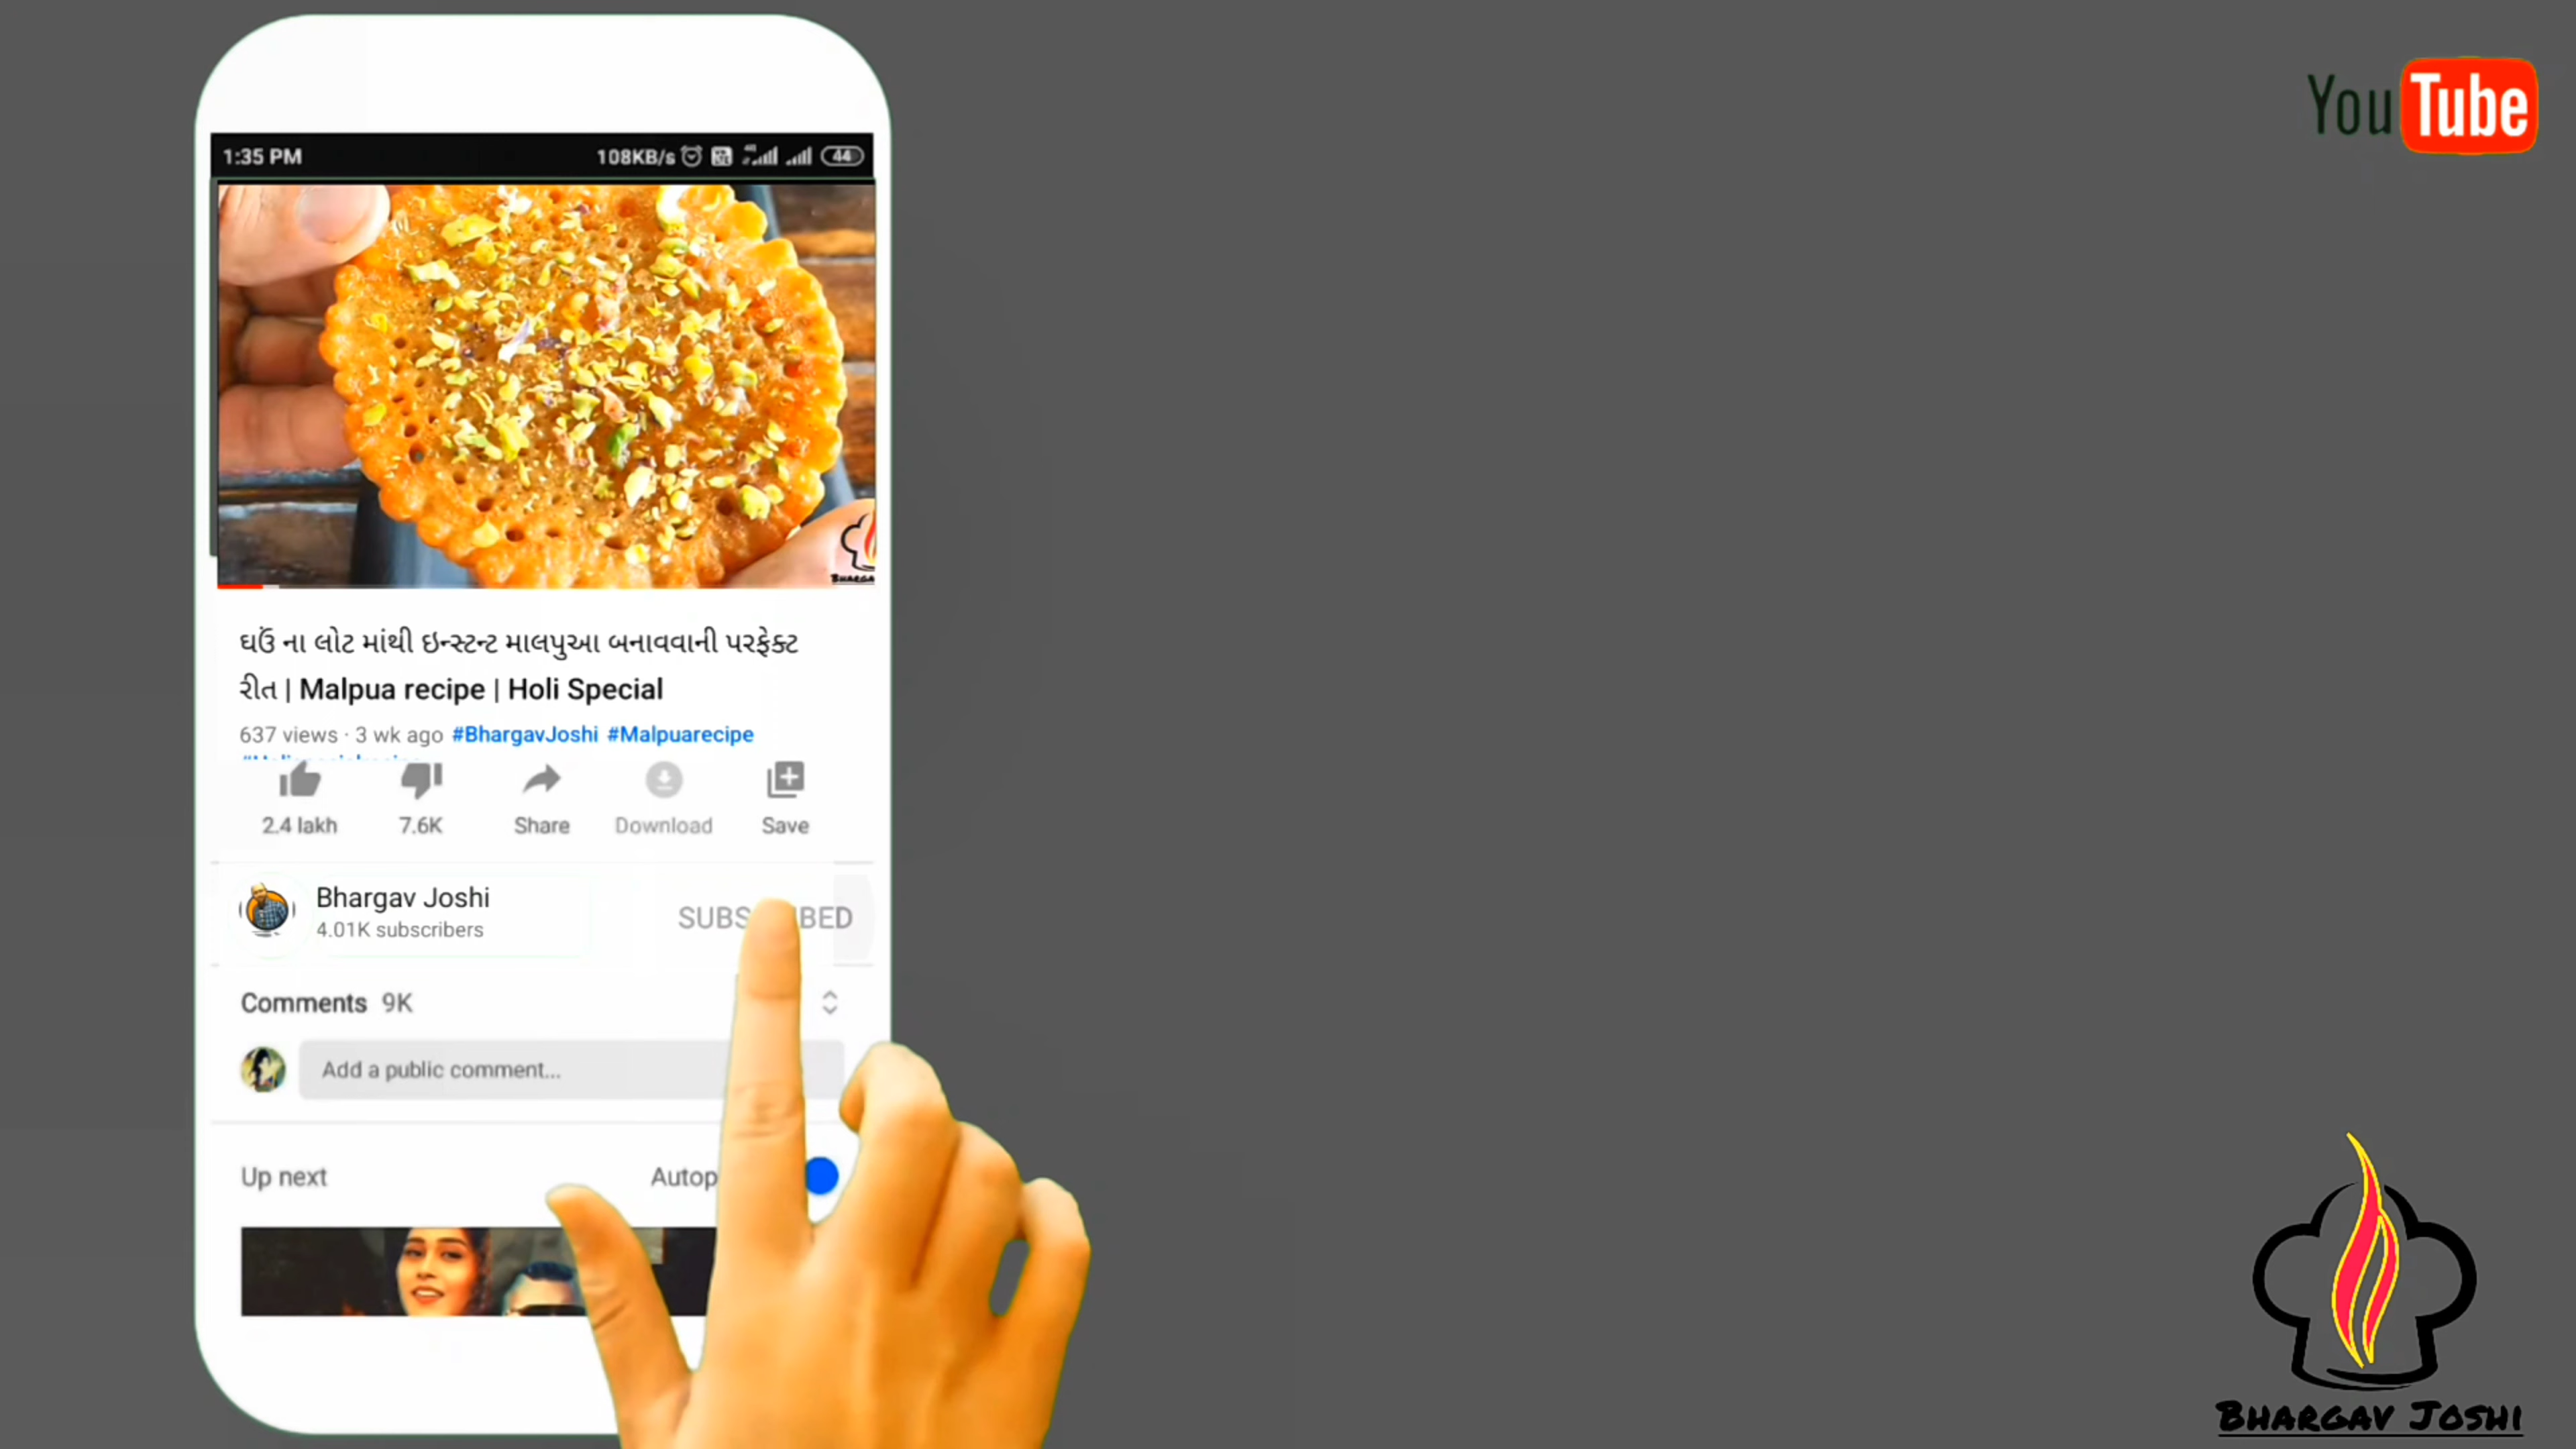 YouTube
1:35 PM
108KB/s 4G 44
ઘઉં ના લોટ માંથી ઇન્સ્ટન્ટ માલપુઆ બનાવવાની પરફેક્ટ
રીત | Malpua recipe | Holi Special
637 views · 3 wk ago #BhargavJoshi #Malpuarecipe
2.4 lakh 7.6K Share Download Save
Bhargav Joshi
4.01K subscribers
Comments 9K
Add a public comment...
Up next
BHARGAV JOSHI